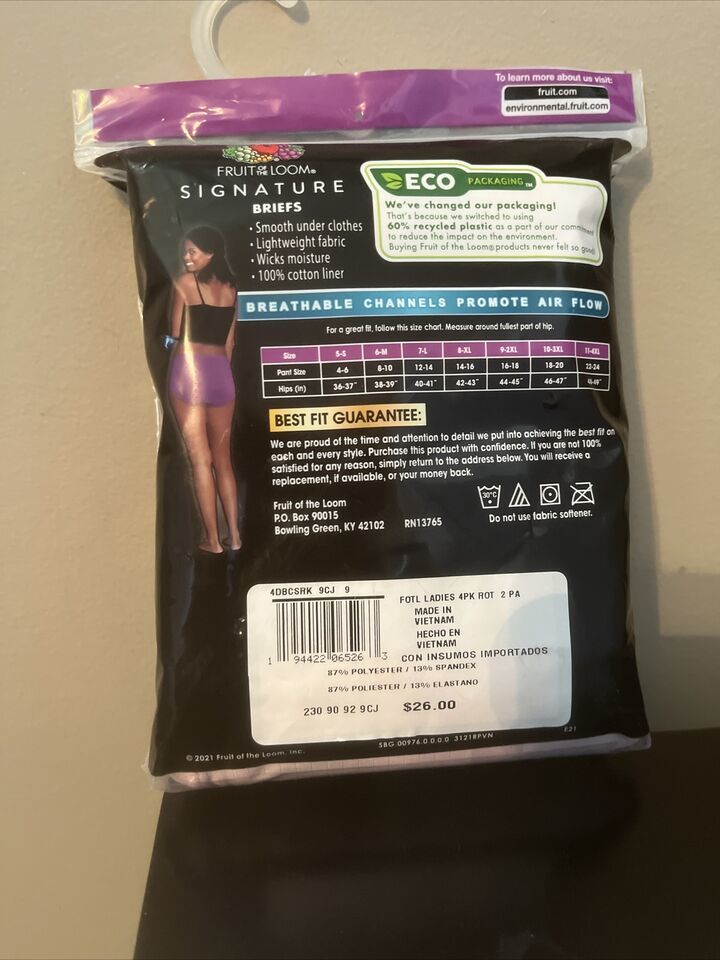 To learn more about us visit:
fruit.com
environmental.fruit.com
FRUIT OF THE LOOM®
SIGNATURE
BRIEFS
• Smooth under clothes
• Lightweight fabric
• Wicks moisture
• 100% cotton liner
ECO PACKAGING™
We've changed our packaging!
That's because we switched to using
60% recycled plastic as a part of our commitment
to reduce the impact on the environment.
Buying Fruit of the Loom® products never felt so good!
BREATHABLE CHANNELS PROMOTE AIR FLOW
For a great fit, follow this size chart. Measure around fullest part of hip.
Size 5-S 6-M 7-L 8-XL 9-2XL 10-3XL 11-4XL
Pant Size 4-6 8-10 12-14 14-16 16-18 18-20 22-24
Hips (in) 36-37" 38-39" 40-41" 42-43" 44-45" 46-47" 48-49"
BEST FIT GUARANTEE:
We are proud of the time and attention to detail we put into achieving the best fit on
each and every style. Purchase this product with confidence. If you are not 100%
satisfied for any reason, simply return to the address below. You will receive a
replacement, if available, or your money back.
Fruit of the Loom
P.O. Box 90015
Bowling Green, KY 42102 RN13765
30°C
Do not use fabric softener.
4DBCSRK 9CJ 9
FOTL LADIES 4PK ROT 2 PA
MADE IN
VIETNAM
HECHO EN
VIETNAM
CON INSUMOS IMPORTADOS
1 94422 06526 3
87% POLYESTER / 13% SPANDEX
87% POLIESTER / 13% ELASTANO
230 90 92 9CJ $26.00
E21
SBG.00976.0.0.0.0 3121RPVN
© 2021 Fruit of the Loom, Inc.